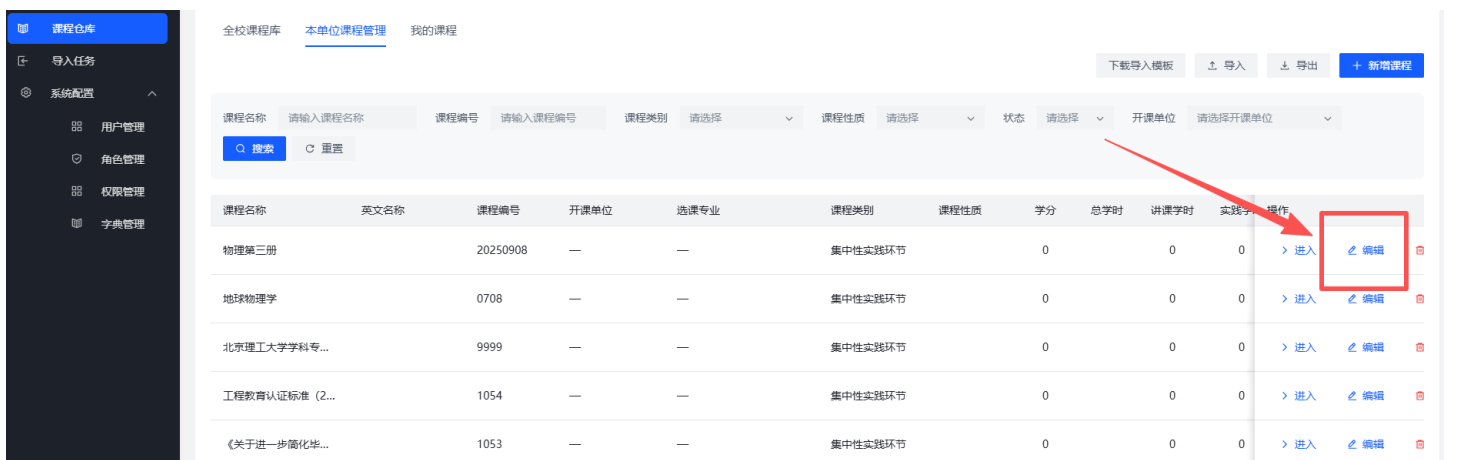 课程仓库
导入任务
系统配置
用户管理
角色管理
权限管理
字典管理
全校课程库 本单位课程管理 我的课程
下载导入模板 导入 导出 + 新增课程
课程名称 请输入课程名称 课程编号 请输入课程编号 课程类别 请选择 课程性质 请选择 状态 请选择 开课单位 请选择开课单位
搜索 重置
课程名称 英文名称 课程编号 开课单位 选课专业 课程类别 课程性质 学分 总学时 讲课学时 实践学 操作
物理第三册 20250908 — — 集中性实践环节 0 0 0 > 进入 编辑
地球物理学 0708 — — 集中性实践环节 0 0 0 > 进入 编辑
北京理工大学学科专... 9999 — — 集中性实践环节 0 0 0 > 进入 编辑
工程教育认证标准（2... 1054 — — 集中性实践环节 0 0 0 > 进入 编辑
《关于进一步简化毕... 1053 — — 集中性实践环节 0 0 0 > 进入 编辑